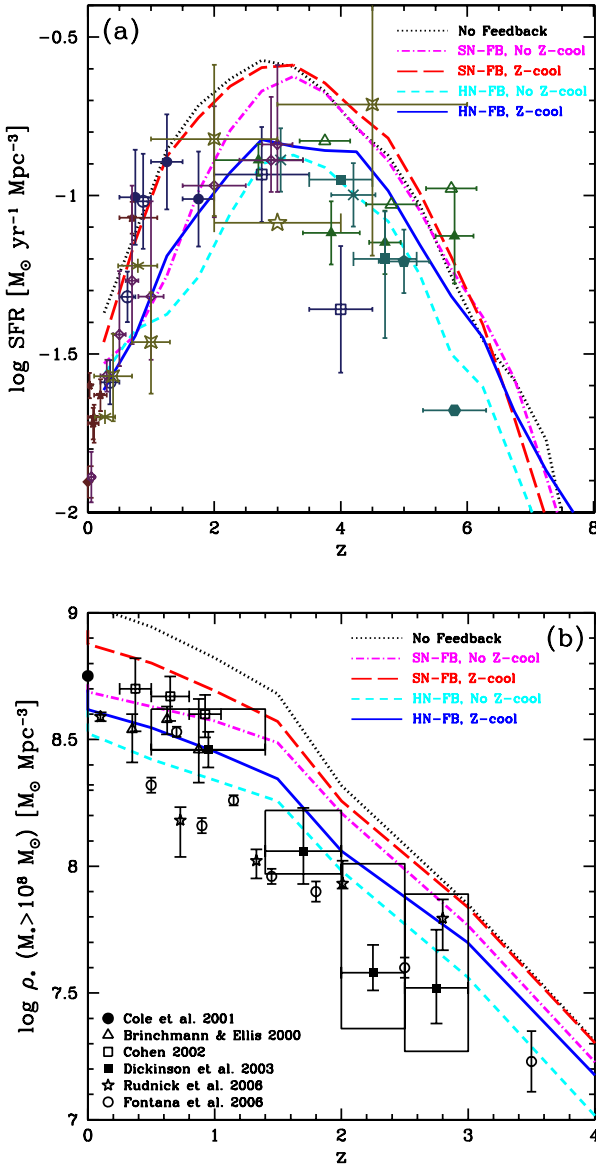 (a)
No Feedback
SN-FB, No Z-cool
SN-FB, Z-cool
HN-FB, No Z-cool
HN-FB, Z-cool
-0.5
-1
-1.5
-2
log SFR [M⊙ yr⁻¹ Mpc⁻³]
0 2 4 6 8
z
(b)
No Feedback
SN-FB, No Z-cool
SN-FB, Z-cool
HN-FB, No Z-cool
HN-FB, Z-cool
9
8.5
8
7.5
7
log ρ* (M*>10⁸ M⊙) [M⊙ Mpc⁻³]
Cole et al. 2001
Brinchmann & Ellis 2000
Cohen 2002
Dickinson et al. 2003
Rudnick et al. 2006
Fontana et al. 2006
0 1 2 3 4
z